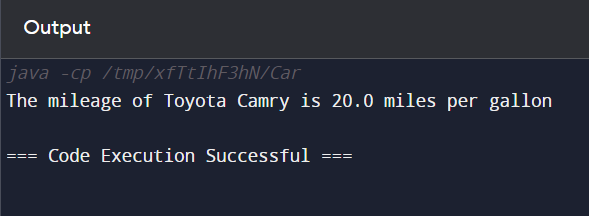 Output
java -cp /tmp/xfTtIhF3hN/Car
The mileage of Toyota Camry is 20.0 miles per gallon
=== Code Execution Successful ===